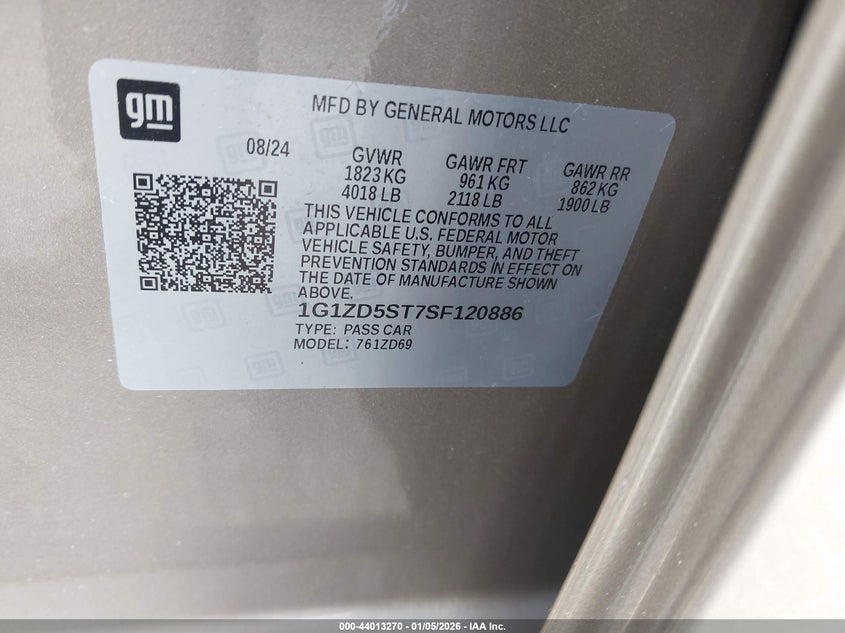 gm
MFD BY GENERAL MOTORS LLC
08/24
GVWR
1823 KG
4018 LB
GAWR FRT
961 KG
2118 LB
GAWR RR
862 KG
1900 LB
THIS VEHICLE CONFORMS TO ALL
APPLICABLE U.S. FEDERAL MOTOR
VEHICLE SAFETY, BUMPER, AND THEFT
PREVENTION STANDARDS IN EFFECT ON
THE DATE OF MANUFACTURE SHOWN
ABOVE.
1G1ZD5ST7SF120886
TYPE: PASS CAR
MODEL: 761ZD69
000-44013270 - 01/05/2026 - IAA Inc.